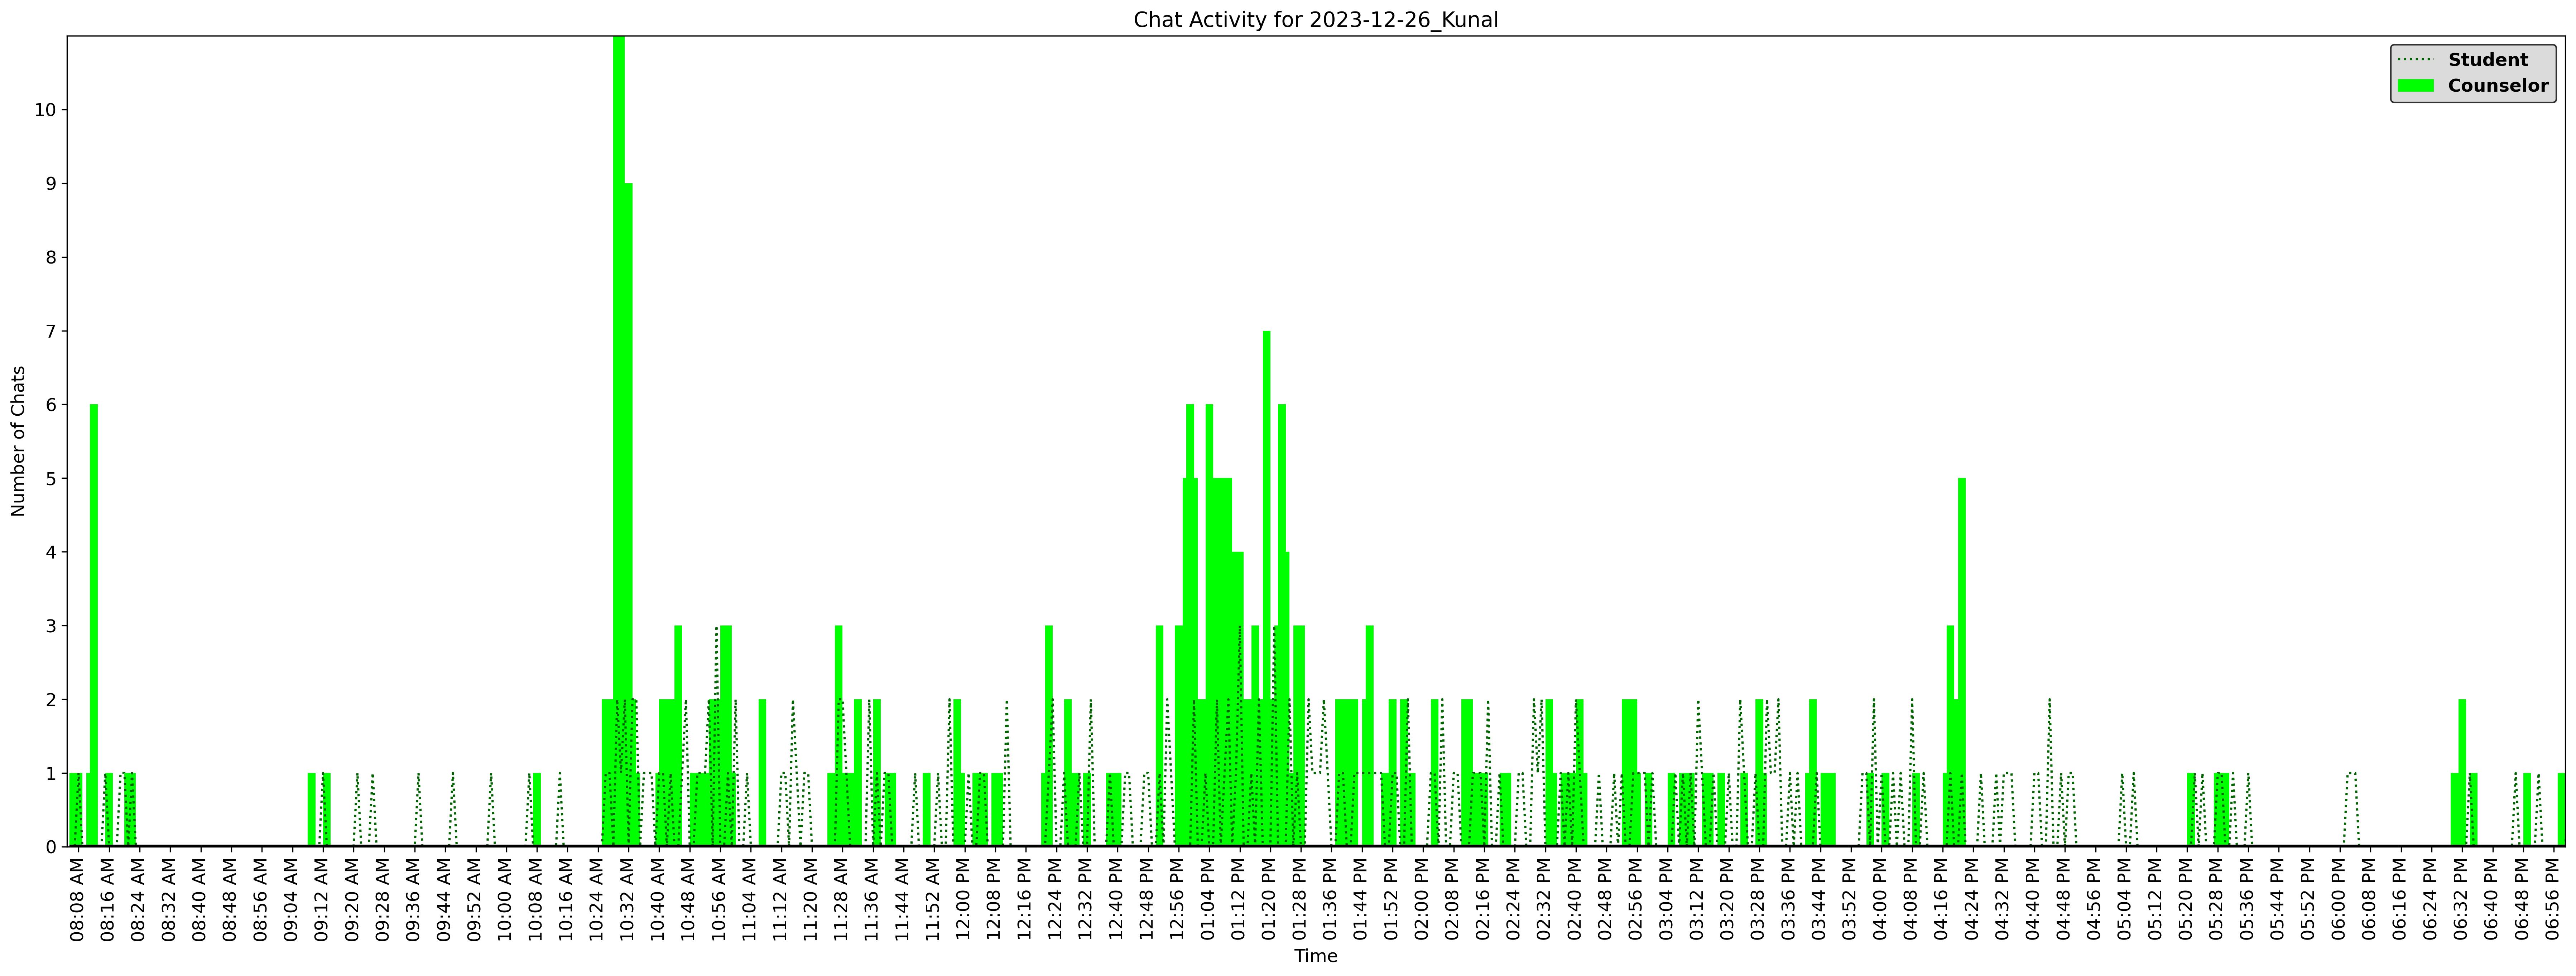 Chat Activity for 2023-12-26_Kunal
Student
Counselor
Number of Chats
10
9
8
7
6
5
4
3
2
1
0
08:08 AM
08:16 AM
08:24 AM
08:32 AM
08:40 AM
08:48 AM
08:56 AM
09:04 AM
09:12 AM
09:20 AM
09:28 AM
09:36 AM
09:44 AM
09:52 AM
10:00 AM
10:08 AM
10:16 AM
10:24 AM
10:32 AM
10:40 AM
10:48 AM
10:56 AM
11:04 AM
11:12 AM
11:20 AM
11:28 AM
11:36 AM
11:44 AM
11:52 AM
12:00 PM
12:08 PM
12:16 PM
12:24 PM
12:32 PM
12:40 PM
12:48 PM
12:56 PM
01:04 PM
01:12 PM
01:20 PM
01:28 PM
01:36 PM
01:44 PM
01:52 PM
02:00 PM
02:08 PM
02:16 PM
02:24 PM
02:32 PM
02:40 PM
02:48 PM
02:56 PM
03:04 PM
03:12 PM
03:20 PM
03:28 PM
03:36 PM
03:44 PM
03:52 PM
04:00 PM
04:08 PM
04:16 PM
04:24 PM
04:32 PM
04:40 PM
04:48 PM
04:56 PM
05:04 PM
05:12 PM
05:20 PM
05:28 PM
05:36 PM
05:44 PM
05:52 PM
06:00 PM
06:08 PM
06:16 PM
06:24 PM
06:32 PM
06:40 PM
06:48 PM
06:56 PM
Time